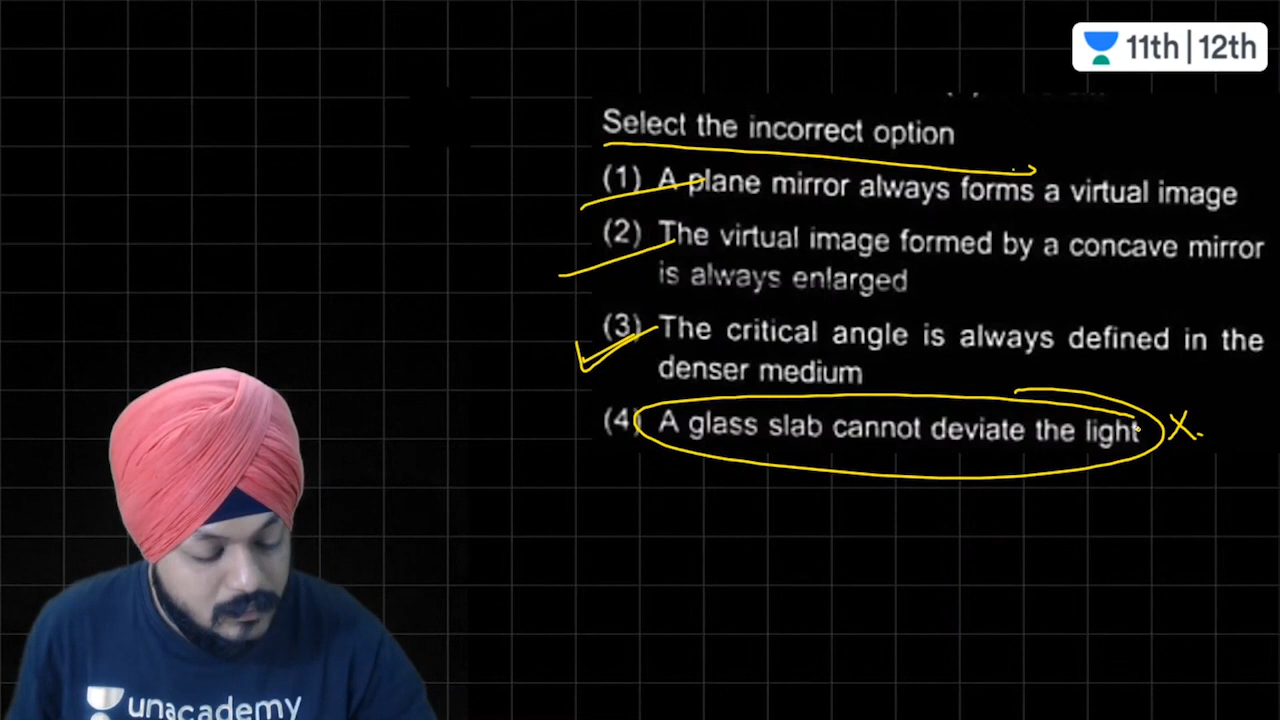 11th | 12th
Select the incorrect option
(1) A plane mirror always forms a virtual image
(2) The virtual image formed by a concave mirror
is always enlarged
(3) The critical angle is always defined in the
denser medium
(4) A glass slab cannot deviate the light X.
unacademy